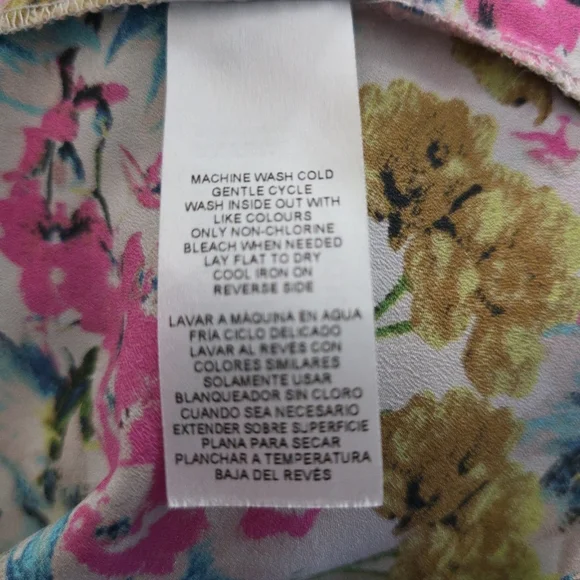 MACHINE WASH COLD
GENTLE CYCLE
WASH INSIDE OUT WITH
LIKE COLOURS
ONLY NON-CHLORINE
BLEACH WHEN NEEDED
LAY FLAT TO DRY
COOL IRON ON
REVERSE SIDE
LAVAR A MÁQUINA EN AGUA
FRÍA CICLO DELICADO
LAVAR AL REVÉS CON
COLORES SIMILARES
SOLAMENTE USAR
BLANQUEADOR SIN CLORO
CUANDO SEA NECESARIO
EXTENDER SOBRE SUPERFICIE
PLANA PARA SECAR
PLANCHAR A TEMPERATURA
BAJA DEL REVÉS